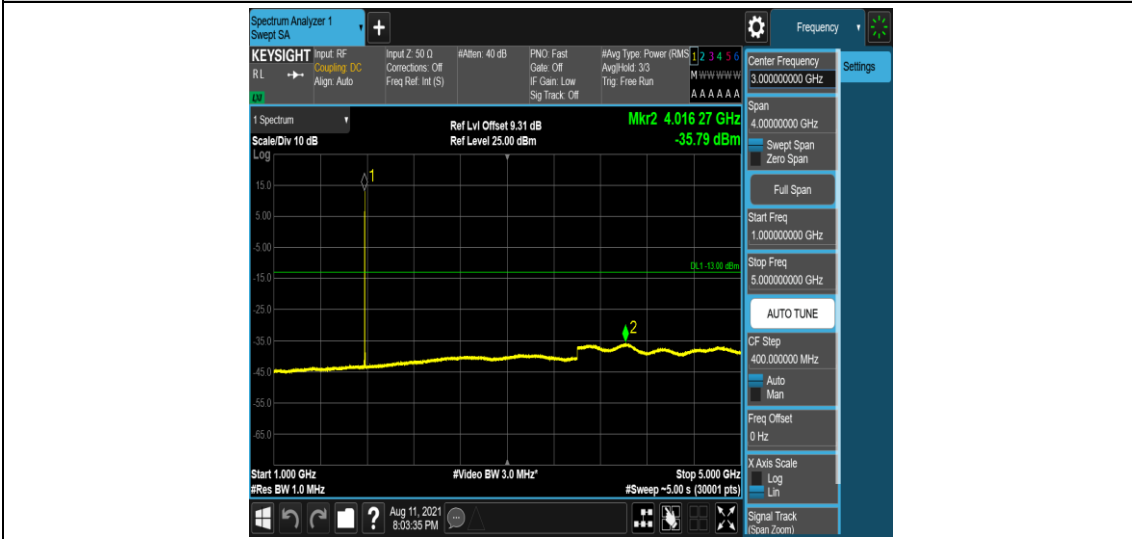 Spectrum Analyzer 1
Swept SA
+
Frequency
KEYSIGHT
RL
Input: RF
Coupling: DC
Align: Auto
Input Z: 50 Ω
Corrections: Off
Freq Ref: Int (S)
#Atten: 40 dB
PNO: Fast
Gate: Off
IF Gain: Low
Sig Track: Off
#Avg Type: Power (RMS
Avg|Hold: 3/3
Trig: Free Run
1 2 3 4 5 6
M W W W W W
A A A A A A
1 Spectrum
Scale/Div 10 dB
Log
Ref Lvl Offset 9.31 dB
Ref Level 25.00 dBm
Mkr2 4.016 27 GHz
-35.79 dBm
1
15.0
5.00
-5.00
DL1 -13.00 dBm
-15.0
-25.0
2
-35.0
-45.0
-55.0
-65.0
Start 1.000 GHz
#Video BW 3.0 MHz*
Stop 5.000 GHz
#Res BW 1.0 MHz
#Sweep ~5.00 s (30001 pts)
?
Aug 11, 2021
8:03:35 PM
Center Frequency
3.000000000 GHz
Settings
Span
4.00000000 GHz
Swept Span
Zero Span
Full Span
Start Freq
1.000000000 GHz
Stop Freq
5.000000000 GHz
AUTO TUNE
CF Step
400.000000 MHz
Auto
Man
Freq Offset
0 Hz
X Axis Scale
Log
Lin
Signal Track
(Span Zoom)